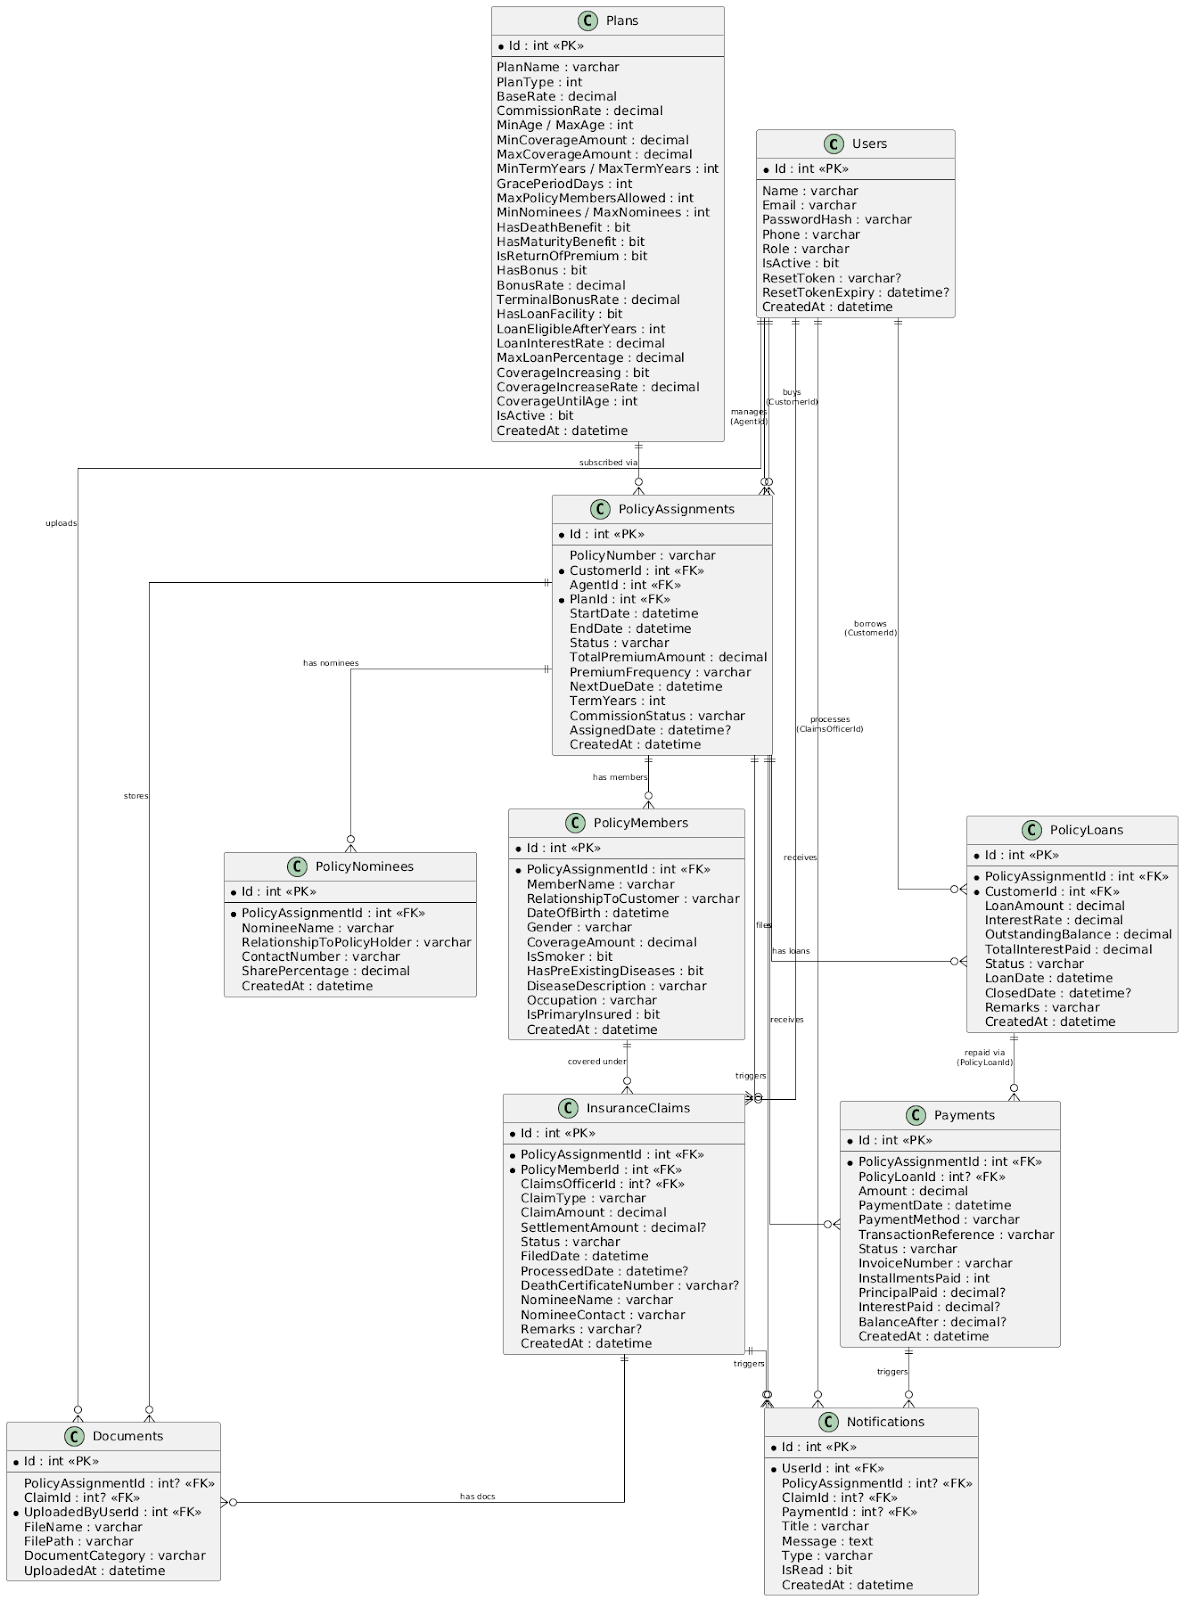 C Plans
Id : int «PK»
PlanName : varchar
PlanType : int
BaseRate : decimal
CommissionRate : decimal
MinAge / MaxAge : int
MinCoverageAmount : decimal
MaxCoverageAmount : decimal
MinTermYears / MaxTermYears : int
GracePeriodDays : int
MaxPolicyMembersAllowed : int
MinNominees / MaxNominees : int
HasDeathBenefit : bit
HasMaturityBenefit : bit
IsReturnOfPremium : bit
HasBonus : bit
BonusRate : decimal
TerminalBonusRate : decimal
HasLoanFacility : bit
LoanEligibleAfterYears : int
LoanInterestRate : decimal
MaxLoanPercentage : decimal
CoverageIncreasing : bit
CoverageIncreaseRate : decimal
CoverageUntilAge : int
IsActive : bit
CreatedAt : datetime
C Users
Id : int «PK»
Name : varchar
Email : varchar
PasswordHash : varchar
Phone : varchar
Role : varchar
IsActive : bit
ResetToken : varchar?
ResetTokenExpiry : datetime?
CreatedAt : datetime
buys
(CustomerId)
manages
(AgentId)
subscribed via
uploads
C PolicyAssignments
Id : int «PK»
PolicyNumber : varchar
CustomerId : int «FK»
AgentId : int «FK»
PlanId : int «FK»
StartDate : datetime
EndDate : datetime
Status : varchar
TotalPremiumAmount : decimal
PremiumFrequency : varchar
NextDueDate : datetime
TermYears : int
CommissionStatus : varchar
AssignedDate : datetime?
CreatedAt : datetime
borrows
(CustomerId)
has nominees
processes
(ClaimsOfficerId)
has members
stores
C PolicyMembers
Id : int «PK»
PolicyAssignmentId : int «FK»
MemberName : varchar
RelationshipToCustomer : varchar
DateOfBirth : datetime
Gender : varchar
CoverageAmount : decimal
IsSmoker : bit
HasPreExistingDiseases : bit
DiseaseDescription : varchar
Occupation : varchar
IsPrimaryInsured : bit
CreatedAt : datetime
C PolicyLoans
Id : int «PK»
PolicyAssignmentId : int «FK»
CustomerId : int «FK»
LoanAmount : decimal
InterestRate : decimal
OutstandingBalance : decimal
TotalInterestPaid : decimal
Status : varchar
LoanDate : datetime
ClosedDate : datetime?
Remarks : varchar
CreatedAt : datetime
C PolicyNominees
Id : int «PK»
PolicyAssignmentId : int «FK»
NomineeName : varchar
RelationshipToPolicyHolder : varchar
ContactNumber : varchar
SharePercentage : decimal
CreatedAt : datetime
receives
files
has loans
receives
repaid via
(PolicyLoanId)
covered under
triggers
C InsuranceClaims
Id : int «PK»
PolicyAssignmentId : int «FK»
PolicyMemberId : int «FK»
ClaimsOfficerId : int? «FK»
ClaimType : varchar
ClaimAmount : decimal
SettlementAmount : decimal?
Status : varchar
FiledDate : datetime
ProcessedDate : datetime?
DeathCertificateNumber : varchar?
NomineeName : varchar
NomineeContact : varchar
Remarks : varchar?
CreatedAt : datetime
C Payments
Id : int «PK»
PolicyAssignmentId : int «FK»
PolicyLoanId : int? «FK»
Amount : decimal
PaymentDate : datetime
PaymentMethod : varchar
TransactionReference : varchar
Status : varchar
InvoiceNumber : varchar
InstallmentsPaid : int
PrincipalPaid : decimal?
InterestPaid : decimal?
BalanceAfter : decimal?
CreatedAt : datetime
triggers
triggers
C Documents
Id : int «PK»
PolicyAssignmentId : int? «FK»
ClaimId : int? «FK»
UploadedByUserId : int «FK»
FileName : varchar
FilePath : varchar
DocumentCategory : varchar
UploadedAt : datetime
has docs
C Notifications
Id : int «PK»
UserId : int «FK»
PolicyAssignmentId : int? «FK»
ClaimId : int? «FK»
PaymentId : int? «FK»
Title : varchar
Message : text
Type : varchar
IsRead : bit
CreatedAt : datetime